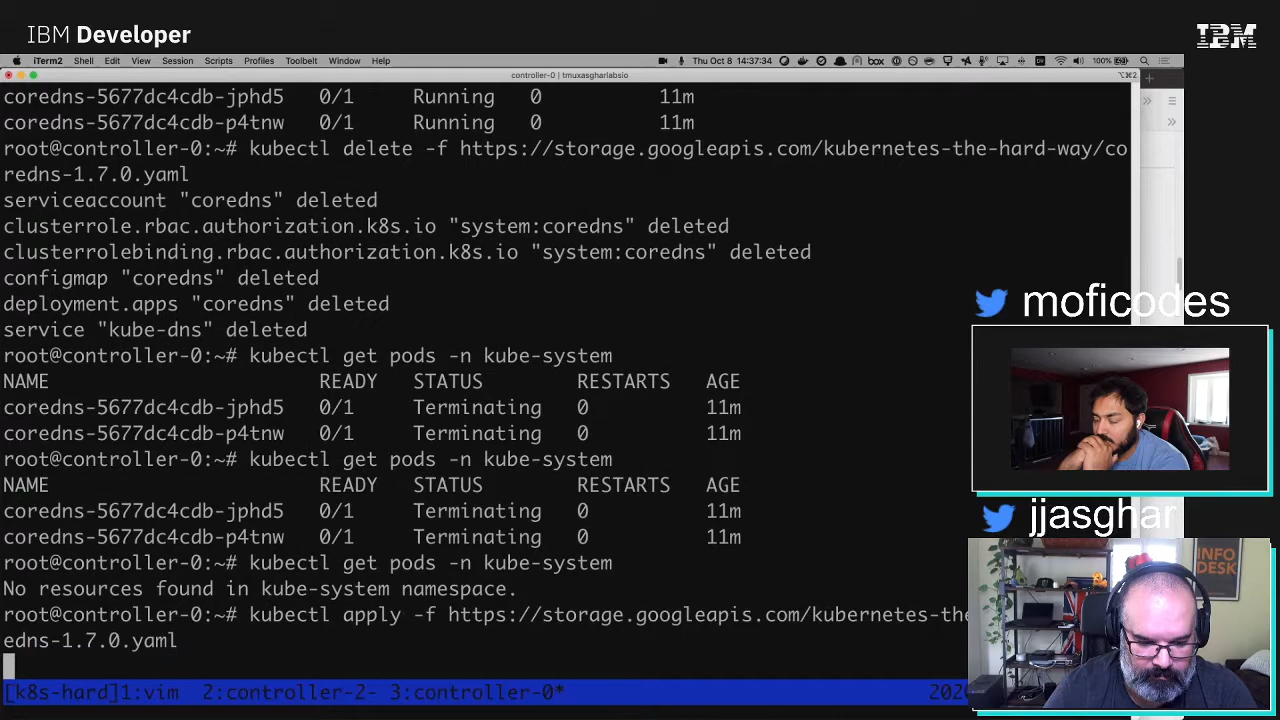 IBM Developer
IBM
iTerm2 Shell Edit View Session Scripts Profiles Toolbelt Window Help
box
100%
Thu Oct 8 14:37:34
controller-0 | tmuxasgharlabsio
⌥⌘2
coredns-5677dc4cdb-jphd5 0/1 Running 0 11m
coredns-5677dc4cdb-p4tnw 0/1 Running 0 11m
root@controller-0:~# kubectl delete -f https://storage.googleapis.com/kubernetes-the-hard-way/co
redns-1.7.0.yaml
serviceaccount "coredns" deleted
clusterrole.rbac.authorization.k8s.io "system:coredns" deleted
clusterrolebinding.rbac.authorization.k8s.io "system:coredns" deleted
configmap "coredns" deleted
deployment.apps "coredns" deleted
service "kube-dns" deleted
root@controller-0:~# kubectl get pods -n kube-system
NAME READY STATUS RESTARTS AGE
coredns-5677dc4cdb-jphd5 0/1 Terminating 0 11m
coredns-5677dc4cdb-p4tnw 0/1 Terminating 0 11m
root@controller-0:~# kubectl get pods -n kube-system
NAME READY STATUS RESTARTS AGE
coredns-5677dc4cdb-jphd5 0/1 Terminating 0 11m
coredns-5677dc4cdb-p4tnw 0/1 Terminating 0 11m
root@controller-0:~# kubectl get pods -n kube-system
No resources found in kube-system namespace.
root@controller-0:~# kubectl apply -f https://storage.googleapis.com/kubernetes-the
edns-1.7.0.yaml
[k8s-hard]1:vim 2:controller-2- 3:controller-0* 202
moficodes
jjasghar
INFO
DESK